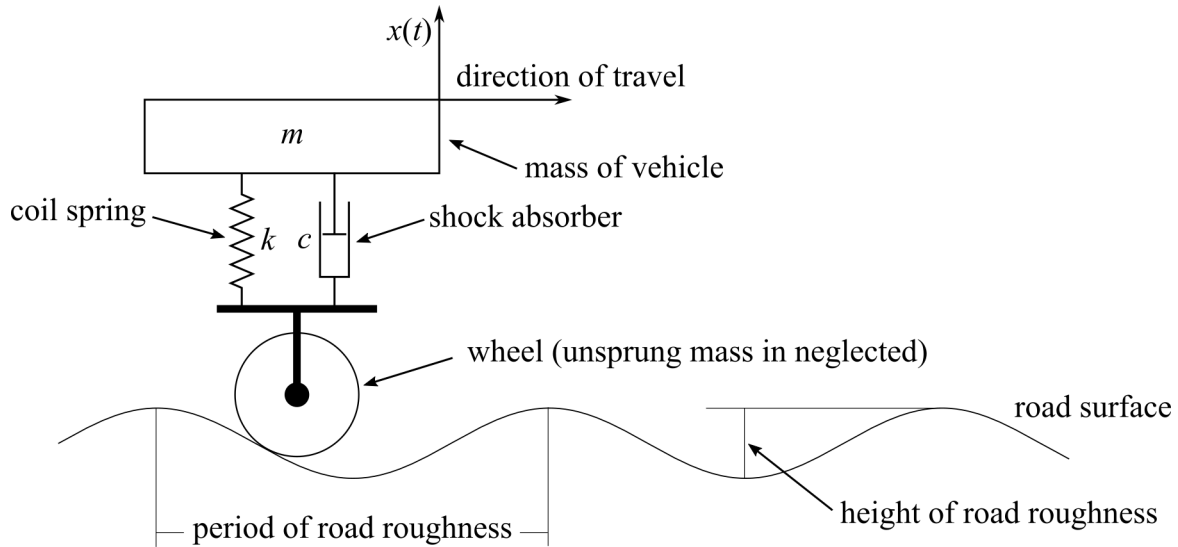 x(t)
direction of travel
m
mass of vehicle
coil spring
k
c
shock absorber
wheel (unsprung mass in neglected)
road surface
height of road roughness
period of road roughness